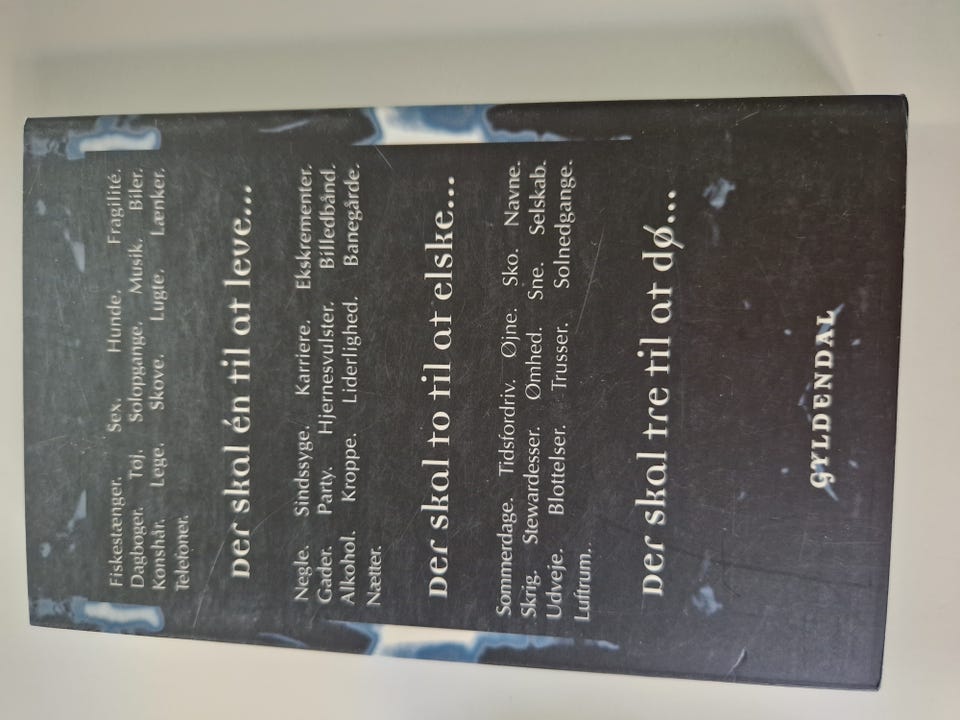 Fiskestænger. Sex. Hunde. Fragilité.
Dagbøger. Tøj. Solopgange. Musik. Biler.
Kønshår. Lege. Skove. Lugte. Lænker.
Telefoner.
Der skal én til at leve...
Negle. Sindssyge. Karriere. Ekskrementer.
Gader. Party. Hjernesvulster. Billedbånd.
Alkohol. Kroppe. Liderlighed. Banegårde.
Nætter.
Der skal to til at elske...
Sommerdage. Tidsfordriv. Øjne. Sko. Navne.
Skrig. Stewardesser. Ømhed. Sne. Selskab.
Udveje. Blottelser. Trusser. Solnedgange.
Luftrum.
Der skal tre til at dø...
GYLDENDAL